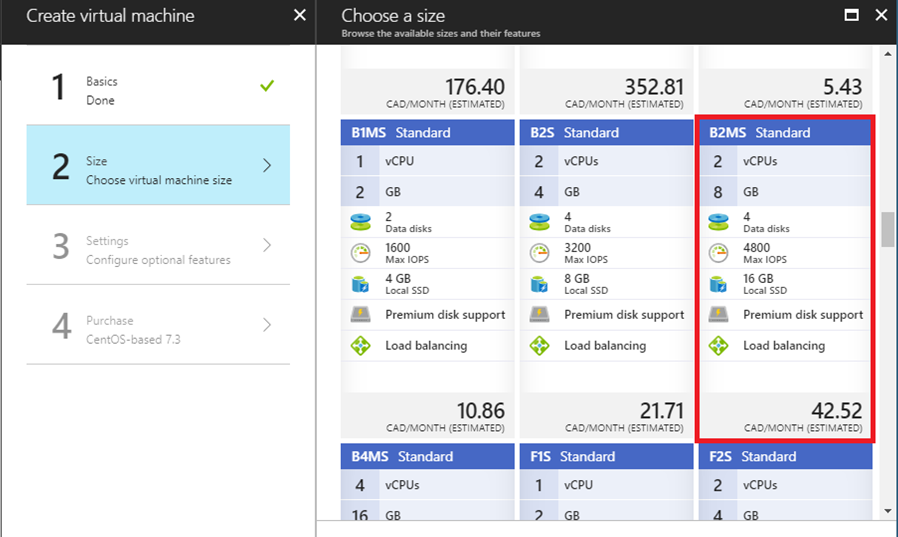 Create virtual machine
1
Basics
Done
2
Size
Choose virtual machine size
3
Settings
Configure optional features
4
Purchase
CentOS-based 7.3
Choose a size
Browse the available sizes and their features
176.40
CAD/MONTH (ESTIMATED)
352.81
CAD/MONTH (ESTIMATED)
5.43
CAD/MONTH (ESTIMATED)
B1MS Standard
1 vCPU
2 GB
2
Data disks
1600
Max IOPS
4 GB
Local SSD
Premium disk support
Load balancing
10.86
CAD/MONTH (ESTIMATED)
B2S Standard
2 vCPUs
4 GB
4
Data disks
3200
Max IOPS
8 GB
Local SSD
Premium disk support
Load balancing
21.71
CAD/MONTH (ESTIMATED)
B2MS Standard
2 vCPUs
8 GB
4
Data disks
4800
Max IOPS
16 GB
Local SSD
Premium disk support
Load balancing
42.52
CAD/MONTH (ESTIMATED)
B4MS Standard
4 vCPUs
16 GB
F1S Standard
1 vCPU
2 GB
F2S Standard
2 vCPUs
4 GB